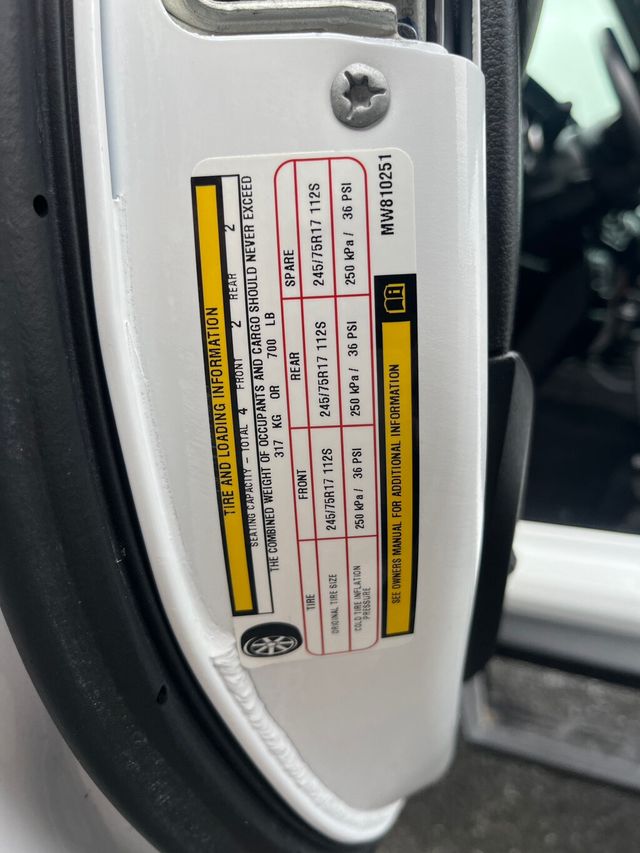 TIRE AND LOADING INFORMATION
SEATING CAPACITY - TOTAL 4 FRONT 2 REAR 2
THE COMBINED WEIGHT OF OCCUPANTS AND CARGO SHOULD NEVER EXCEED
317 KG OR 700 LB
TIRE FRONT REAR SPARE
ORIGINAL TIRE SIZE 245/75R17 112S 245/75R17 112S 245/75R17 112S
COLD TIRE INFLATION
PRESSURE 250 kPa / 36 PSI 250 kPa / 36 PSI 250 kPa / 36 PSI
SEE OWNERS MANUAL FOR ADDITIONAL INFORMATION
MW810251